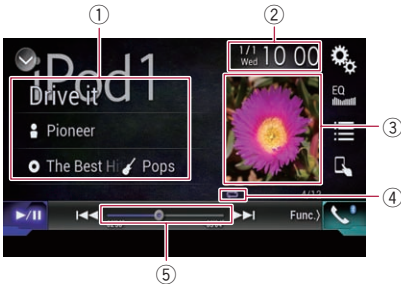 ① ②
iPod1
1/1 Wed 10 00
Drive it
EQ
Pioneer
③
The Best Hi Pops
④
4/12
Func.
⑤